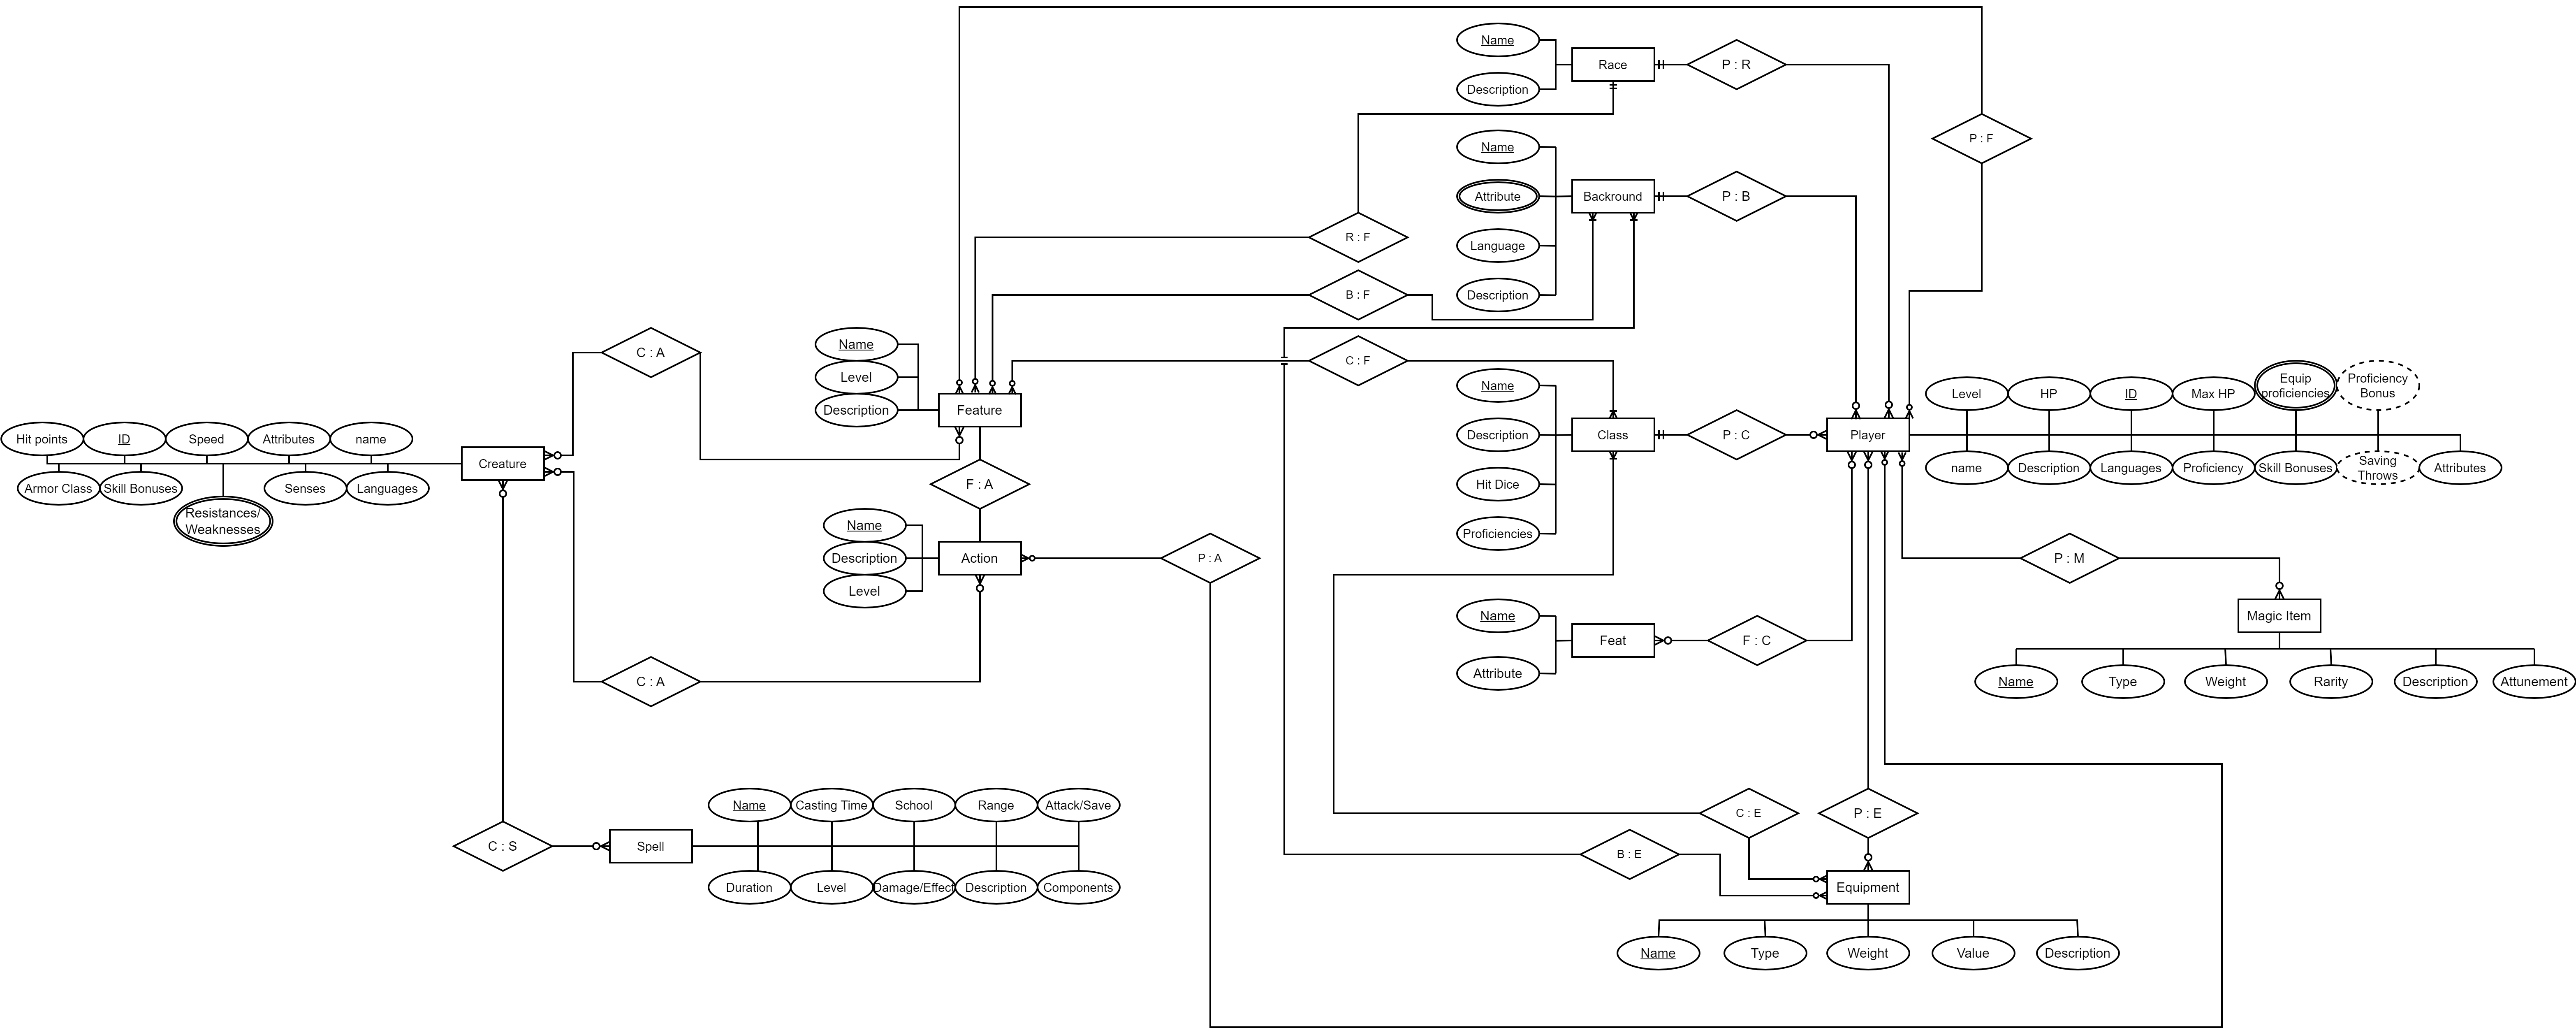 Name
Race
P : R
Description
P : F
Name
Attribute
Backround
P : B
R : F
Language
B : F
Description
Name
C : A
C : F
Level
Feature
Description
Name
Description
Class
P : C
Player
Hit Dice
Proficiencies
Level
HP
ID
Max HP
Equip
proficiencies
Proficiency
Bonus
name
Description
Languages
Proficiency
Skill Bonuses
Saving
Throws
Attributes
Hit points
ID
Speed
Attributes
name
Creature
Armor Class
Skill Bonuses
Resistances/
Weaknesses
Senses
Languages
F : A
Name
Description
Action
Level
P : A
P : M
Magic Item
Name
Type
Weight
Rarity
Description
Attunement
Name
Feat
F : C
Attribute
C : A
Name
Casting Time
School
Range
Attack/Save
C : S
Spell
Duration
Level
Damage/Effect
Description
Components
C : E
P : E
B : E
Equipment
Name
Type
Weight
Value
Description